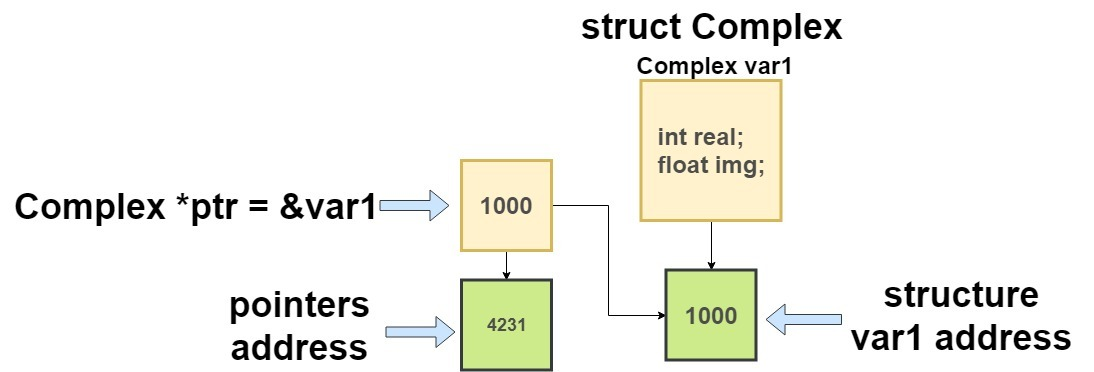 struct Complex
Complex var1
int real;
float img;
Complex *ptr = &var1
1000
pointers
address
4231
1000
structure
var1 address